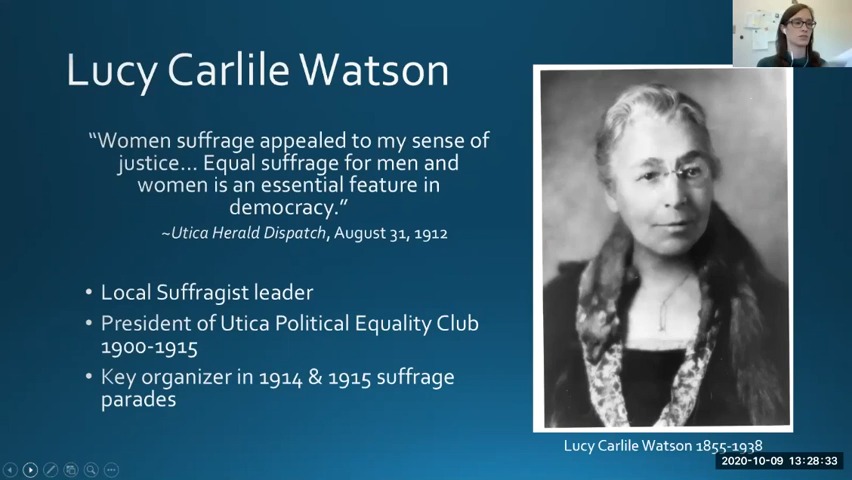 Lucy Carlile Watson
“Women suffrage appealed to my sense of
justice... Equal suffrage for men and
women is an essential feature in
democracy.”
~Utica Herald Dispatch, August 31, 1912
• Local Suffragist leader
• President of Utica Political Equality Club
1900-1915
• Key organizer in 1914 & 1915 suffrage
parades
Lucy Carlile Watson 1855-1938
2020-10-09 13:28:33